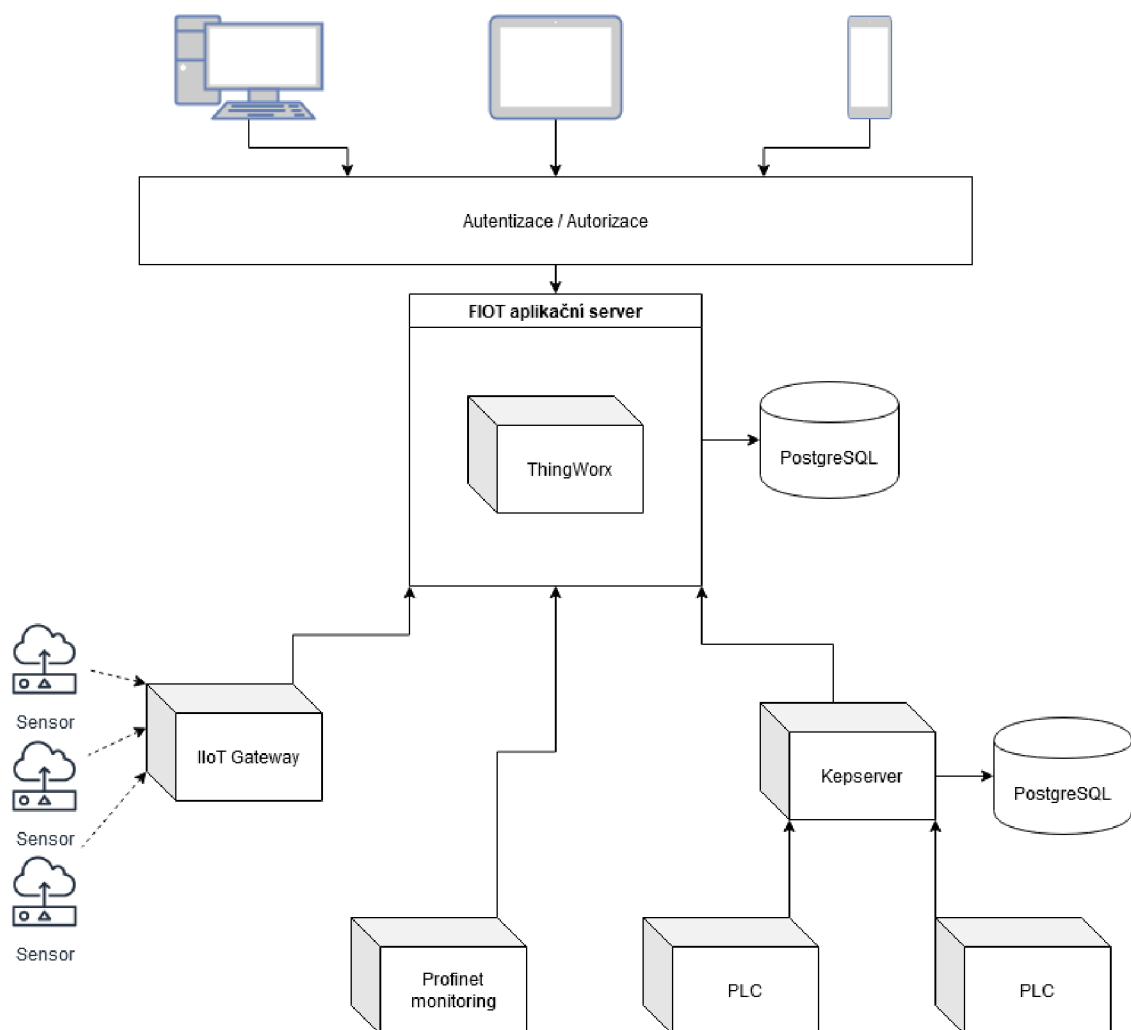 Autentizace / Autorizace
FIOT aplikační server
ThingWorx
PostgreSQL
Sensor
IIoT Gateway
Sensor
Sensor
Kepserver
PostgreSQL
Profinet
monitoring
PLC
PLC